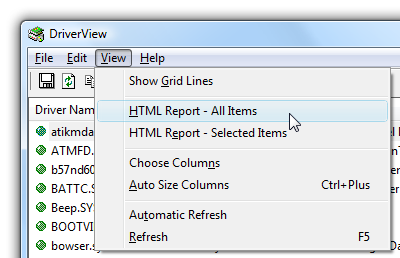 DriverView
File Edit View Help
Show Grid Lines
HTML Report - All Items
HTML Report - Selected Items
Choose Columns
Auto Size Columns Ctrl+Plus
Automatic Refresh
Refresh F5
Driver Nam
atikmda
ATMFD.
b57nd60
BATTC.S
Beep.SYS
BOOTVI
bowser.sy